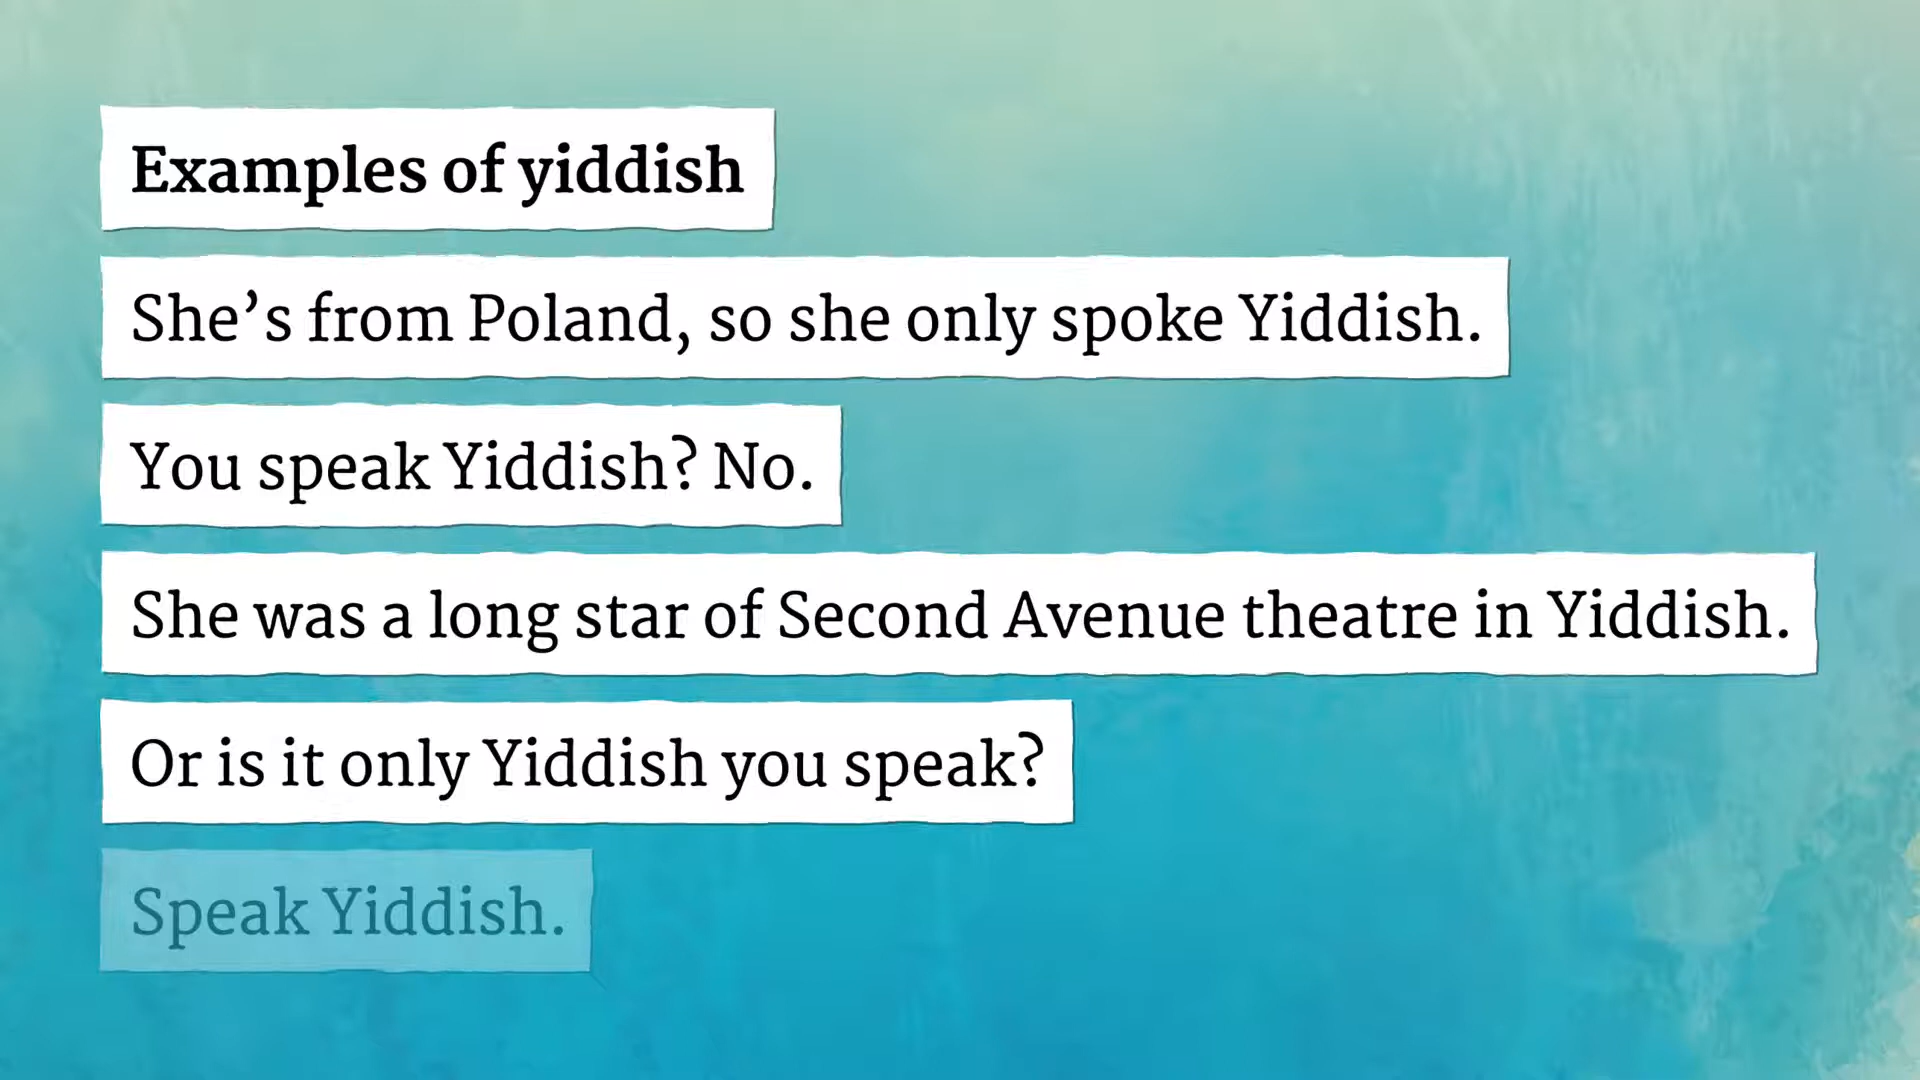 Examples of yiddish
She’s from Poland, so she only spoke Yiddish.
You speak Yiddish? No.
She was a long star of Second Avenue theatre in Yiddish.
Or is it only Yiddish you speak?
Speak Yiddish.